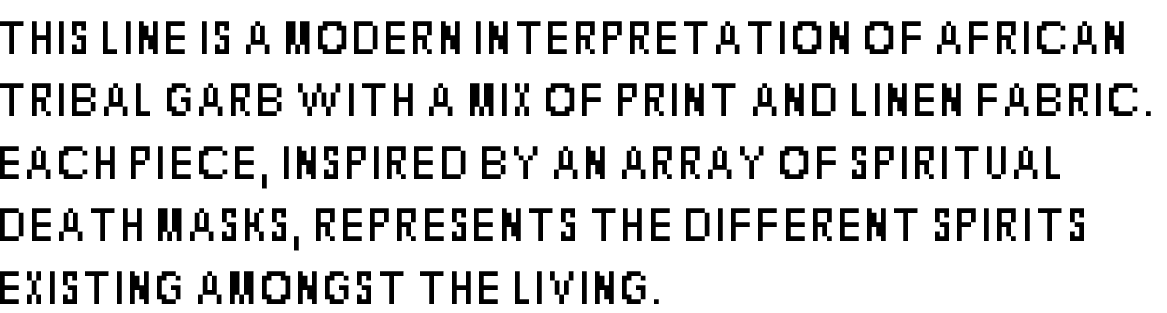 THIS LINE IS A MODERN INTERPRETATION OF AFRICAN
TRIBAL GARB WITH A MIX OF PRINT AND LINEN FABRIC.
EACH PIECE, INSPIRED BY AN ARRAY OF SPIRITUAL
DEATH MASKS, REPRESENTS THE DIFFERENT SPIRITS
EXISTING AMONGST THE LIVING.